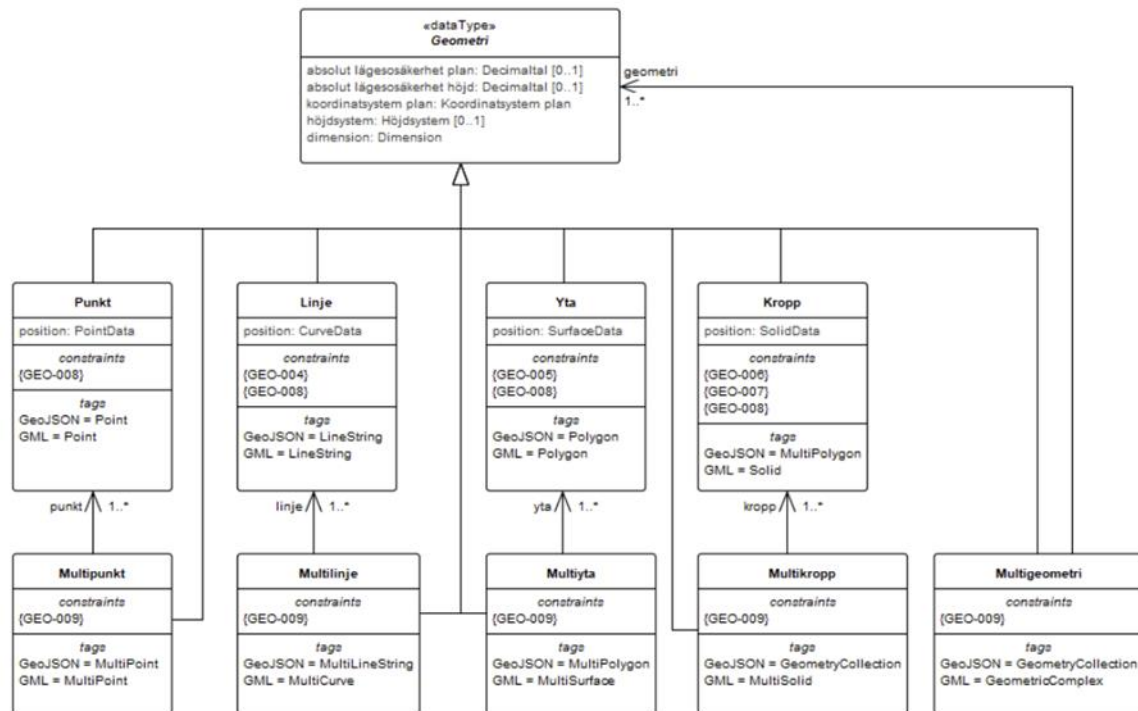 «dataType»
Geometri
absolut lägesosäkerhet plan: Decimaltal [0..1]
absolut lägesosäkerhet höjd: Decimaltal [0..1]
koordinatsystem plan: Koordinatsystem plan
höjdsystem: Höjdsystem [0..1]
dimension: Dimension
geometri
1..*
Punkt
position: PointData
constraints
{GEO-008}
tags
GeoJSON = Point
GML = Point
Linje
position: CurveData
constraints
{GEO-004}
{GEO-008}
tags
GeoJSON = LineString
GML = LineString
Yta
position: SurfaceData
constraints
{GEO-005}
{GEO-008}
tags
GeoJSON = Polygon
GML = Polygon
Kropp
position: SolidData
constraints
{GEO-006}
{GEO-007}
{GEO-008}
tags
GeoJSON = MultiPolygon
GML = Solid
punkt 1..*
linje 1..*
yta 1..*
kropp 1..*
Multipunkt
constraints
{GEO-009}
tags
GeoJSON = MultiPoint
GML = MultiPoint
Multilinje
constraints
{GEO-009}
tags
GeoJSON = MultiLineString
GML = MultiCurve
Multiyta
constraints
{GEO-009}
tags
GeoJSON = MultiPolygon
GML = MultiSurface
Multikropp
constraints
{GEO-009}
tags
GeoJSON = GeometryCollection
GML = MultiSolid
Multigeometri
constraints
{GEO-009}
tags
GeoJSON = GeometryCollection
GML = GeometricComplex